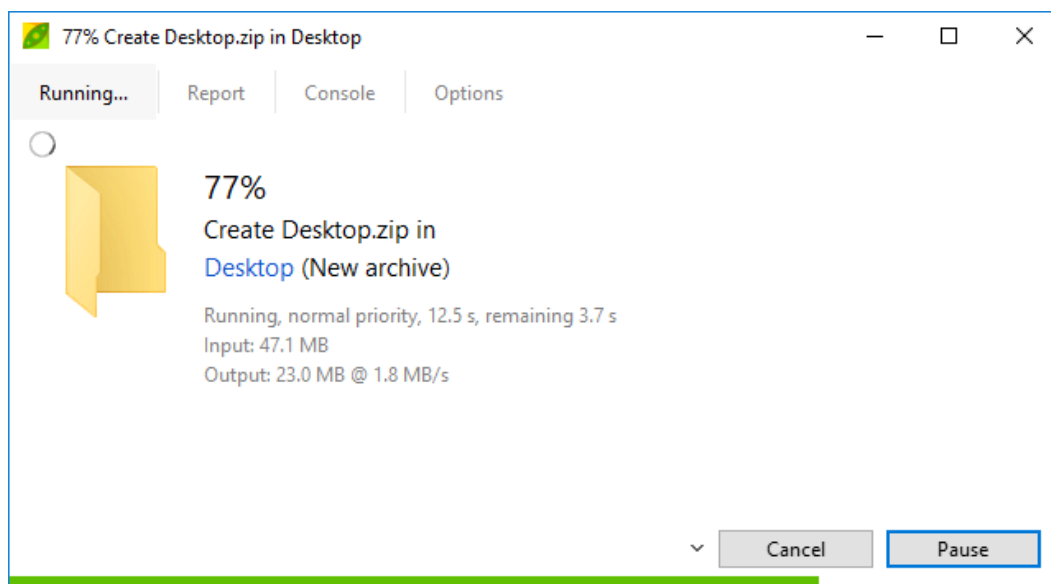 77% Create Desktop.zip in Desktop
Running... Report Console Options
77%
Create Desktop.zip in
Desktop (New archive)
Running, normal priority, 12.5 s, remaining 3.7 s
Input: 47.1 MB
Output: 23.0 MB @ 1.8 MB/s
Cancel Pause